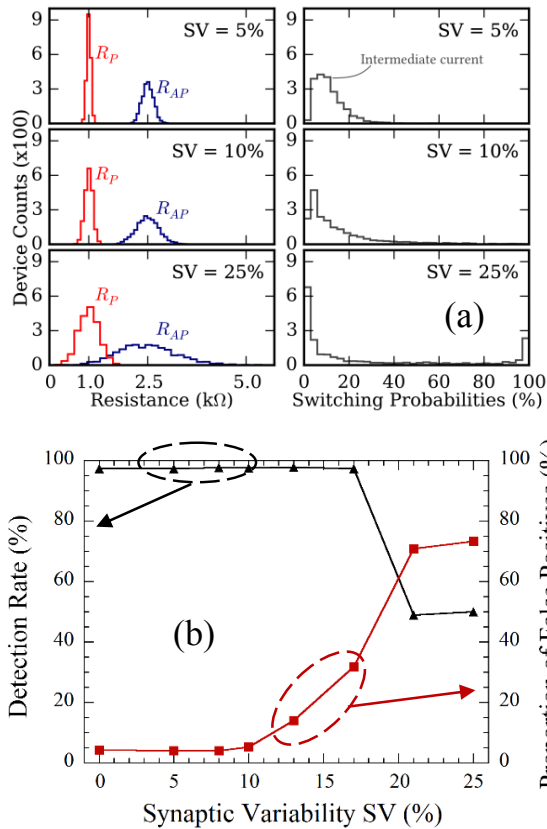 SV = 5%
R_P
R_AP
SV = 5%
Intermediate current
Device Counts (x100)
9
6
3
0
SV = 10%
R_P
R_AP
SV = 10%
9
6
3
0
SV = 25%
R_P
R_AP
SV = 25%
(a)
9
6
3
0
0 1.0 2.5 5.0
0 20 40 60 80 100
Resistance (kΩ)
Switching Probabilities (%)
Detection Rate (%)
100
80
60
40
20
0
(b)
100
80
60
40
20
0
0 5 10 15 20 25
Synaptic Variability SV (%)